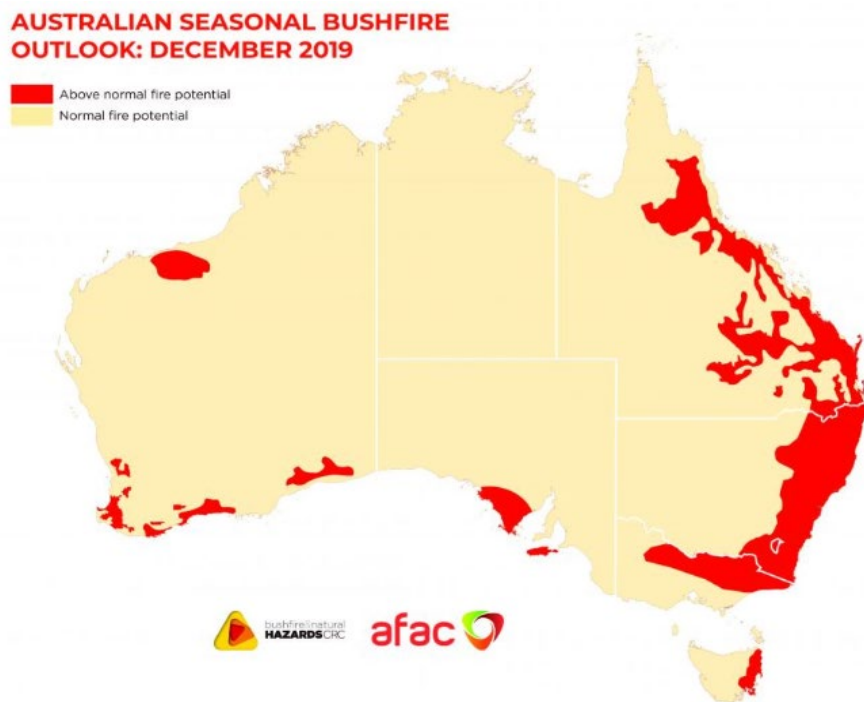 AUSTRALIAN SEASONAL BUSHFIRE
OUTLOOK: DECEMBER 2019
Above normal fire potential
Normal fire potential
bushfire&natural
HAZARDSCRC
afac